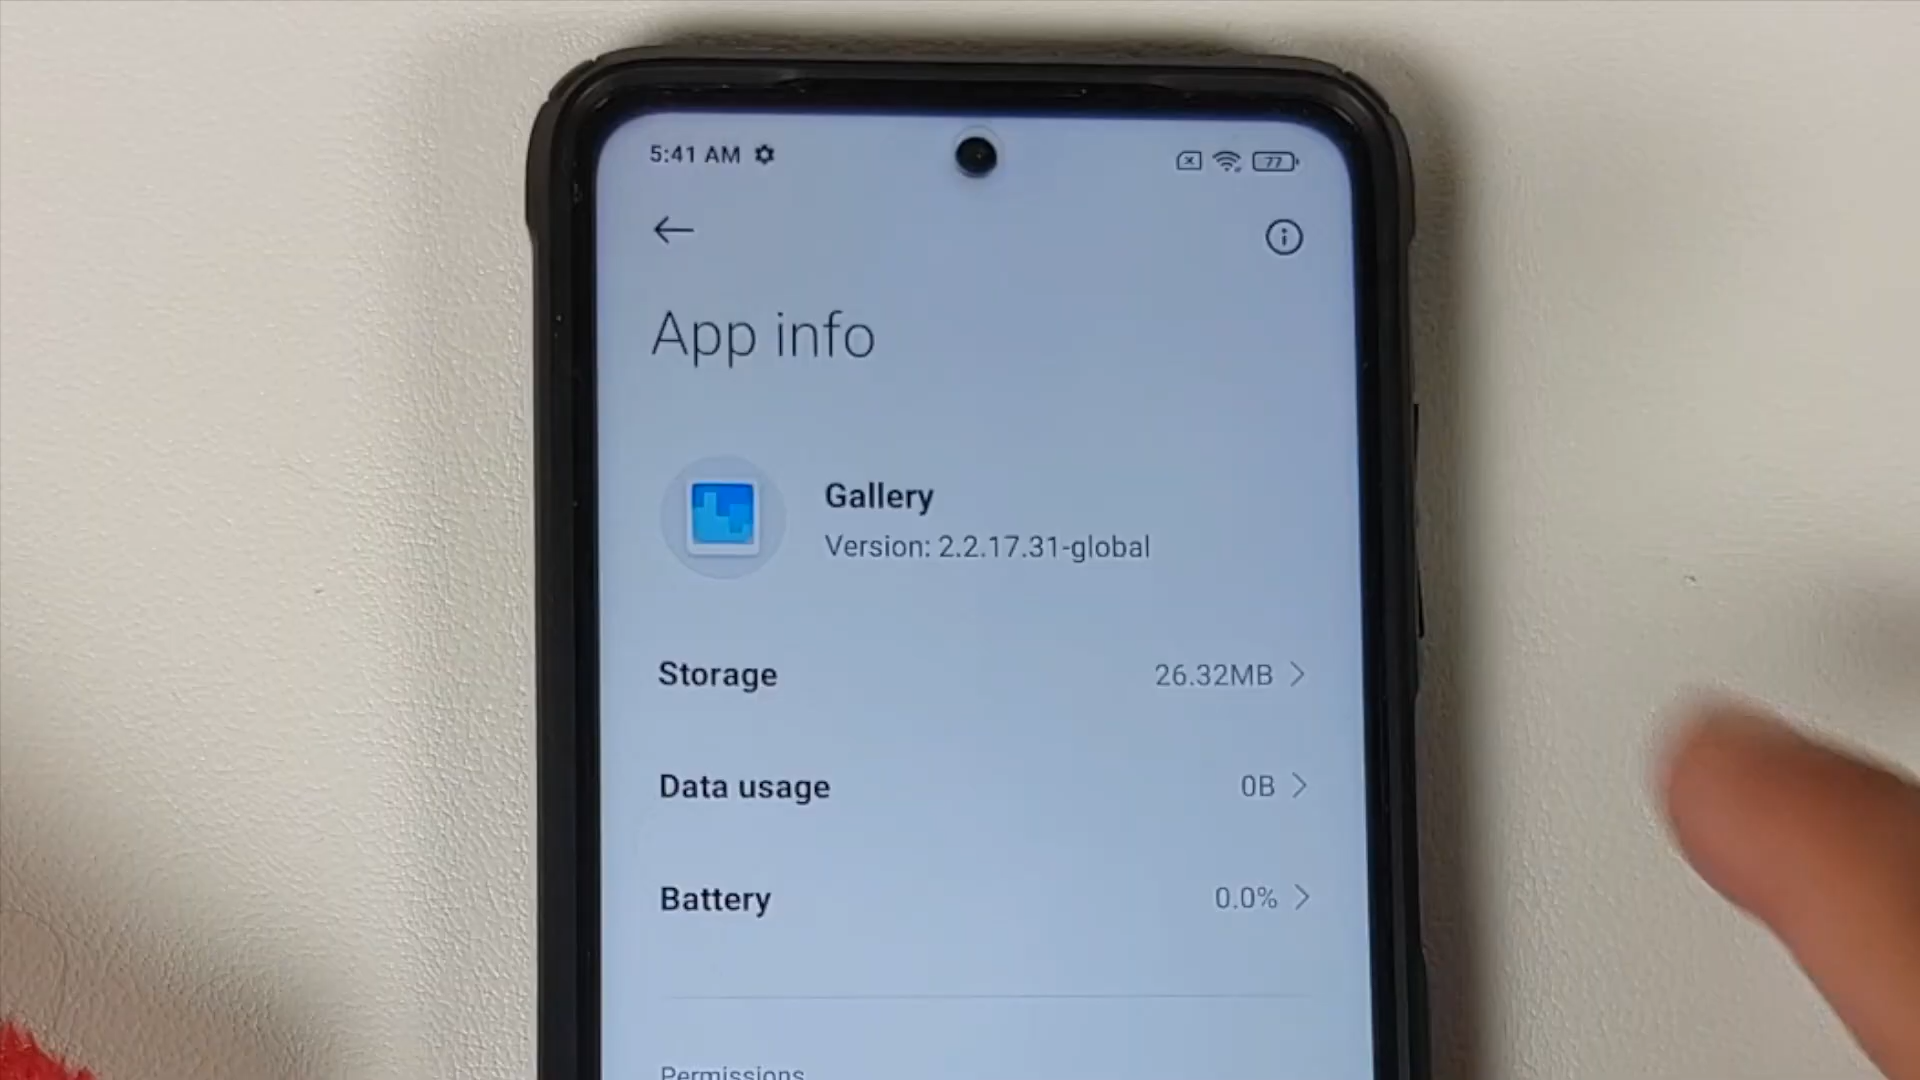 5:41 AM
77
App info
Gallery
Version: 2.2.17.31-global
Storage 26.32MB
Data usage 0B
Battery 0.0%
Permissions